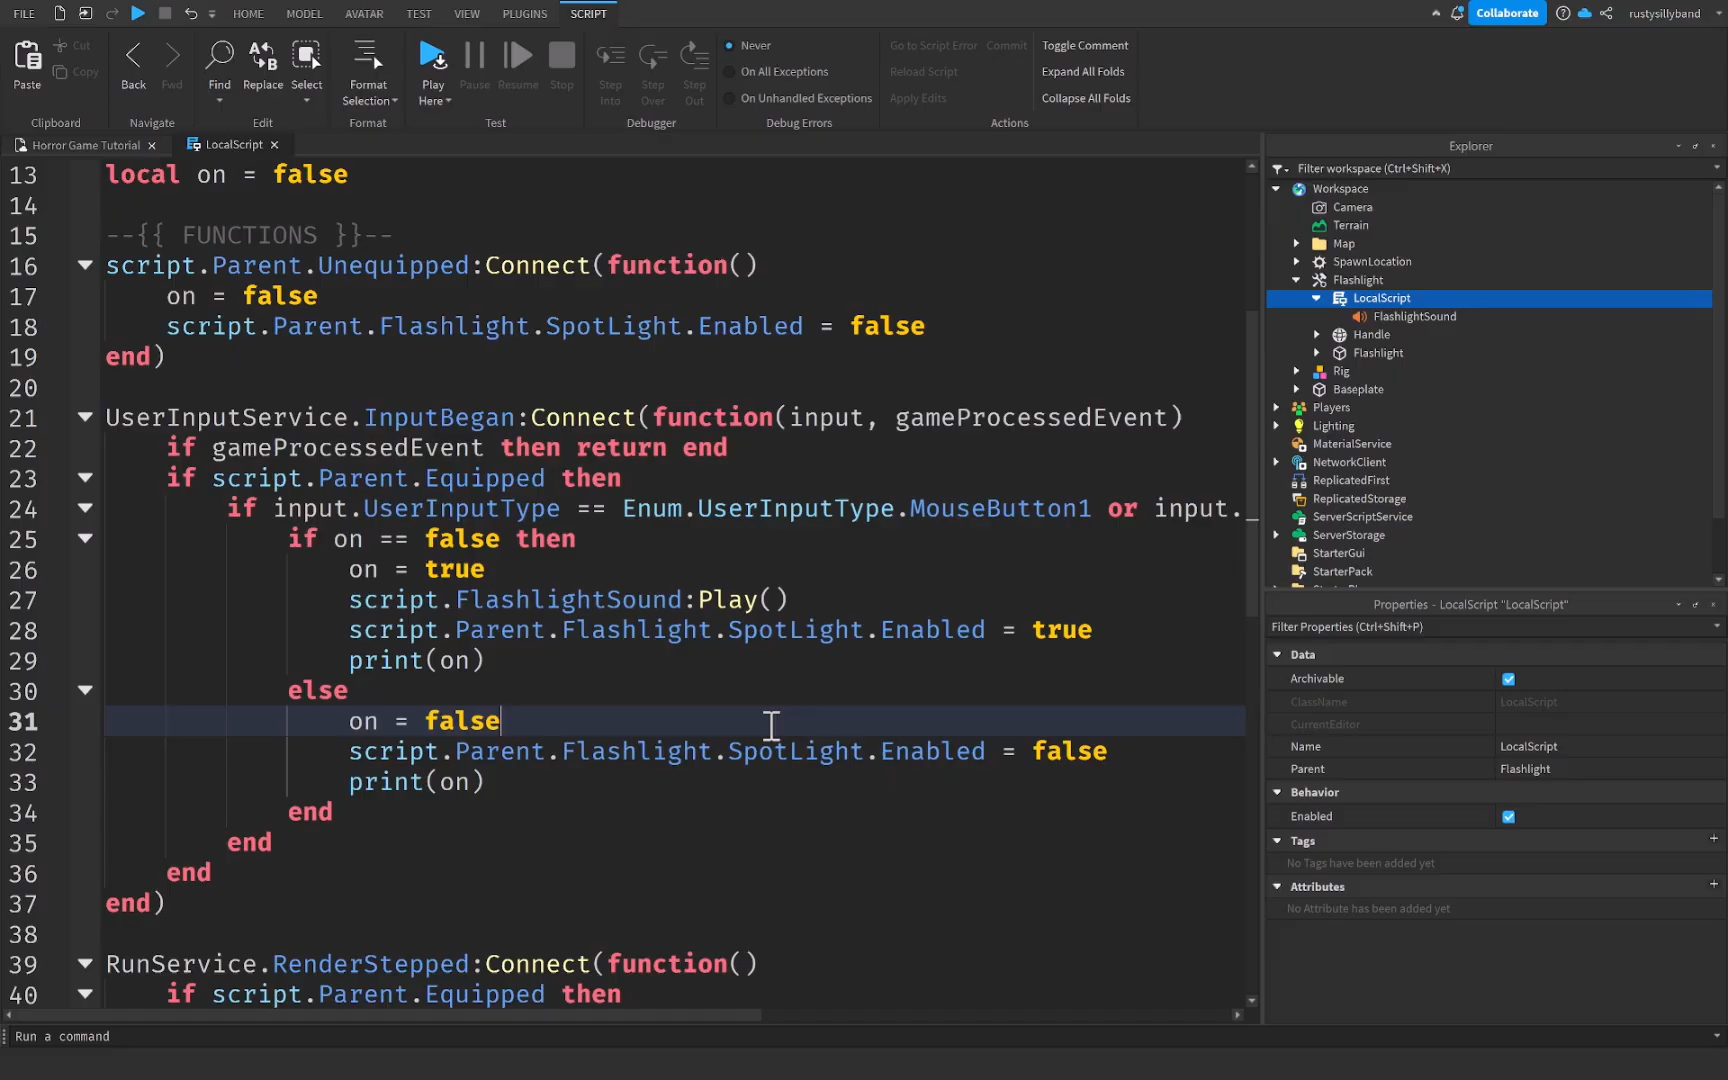 FILE HOME MODEL AVATAR TEST VIEW PLUGINS SCRIPT Collaborate rustysillyband
Cut
Copy
Paste
Clipboard
Back Fwd
Navigate
Find Replace Select
Edit
Format
Selection
Format
Play
Here
Pause Resume Stop
Test
Step
Into
Step
Over
Step
Out
Debugger
Never
On All Exceptions
On Unhandled Exceptions
Debug Errors
Go to Script Error Commit Toggle Comment
Reload Script Expand All Folds
Apply Edits Collapse All Folds
Actions
Horror Game Tutorial LocalScript
13 local on = false
14
15 --{{ FUNCTIONS }}--
16 script.Parent.Unequipped:Connect(function()
17 on = false
18 script.Parent.Flashlight.SpotLight.Enabled = false
19 end)
20
21 UserInputService.InputBegan:Connect(function(input, gameProcessedEvent)
22 if gameProcessedEvent then return end
23 if script.Parent.Equipped then
24 if input.UserInputType == Enum.UserInputType.MouseButton1 or input._
25 if on == false then
26 on = true
27 script.FlashlightSound:Play()
28 script.Parent.Flashlight.SpotLight.Enabled = true
29 print(on)
30 else
31 on = false
32 script.Parent.Flashlight.SpotLight.Enabled = false
33 print(on)
34 end
35 end
36 end
37 end)
38
39 RunService.RenderStepped:Connect(function()
40 if script.Parent.Equipped then
Run a command
Explorer
Filter workspace (Ctrl+Shift+X)
Workspace
Camera
Terrain
Map
SpawnLocation
Flashlight
LocalScript
FlashlightSound
Handle
Flashlight
Rig
Baseplate
Players
Lighting
MaterialService
NetworkClient
ReplicatedFirst
ReplicatedStorage
ServerScriptService
ServerStorage
StarterGui
StarterPack
Properties - LocalScript "LocalScript"
Filter Properties (Ctrl+Shift+P)
Data
Archivable
ClassName LocalScript
CurrentEditor
Name LocalScript
Parent Flashlight
Behavior
Enabled
Tags
No Tags have been added yet
Attributes
No Attribute has been added yet